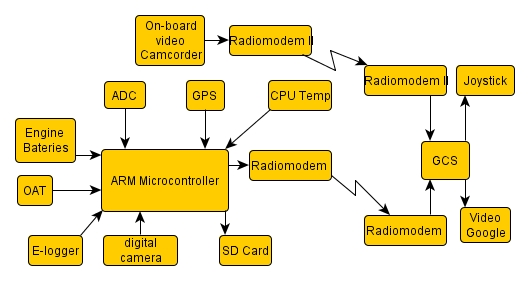 On-board
video
Camcorder
Radiomodem II
Radiomodem II
Joystick
ADC
GPS
CPU Temp
Engine
Bateries
ARM Microcontroller
Radiomodem
GCS
OAT
E-logger
digital
camera
SD Card
Radiomodem
Video
Google